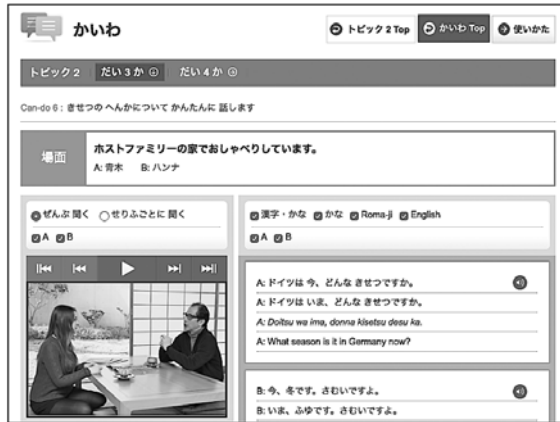 かいわ
トピック 2 Top
かいわ Top
使いかた
トピック 2
だい 3 か
だい 4 か
Can-do 6 : きせつの へんかについて かんたんに 話します
場面
ホストファミリーの家でおしゃべりしています。
A: 青木 B: ハンナ
ぜんぶ 聞く せりふごとに 聞く
A B
漢字・かな かな Roma-ji English
A B
A: ドイツは 今、どんな きせつですか。
A: ドイツは いま、どんな きせつですか。
A: Doitsu wa ima, donna kisetsu desu ka.
A: What season is it in Germany now?
B: 今、冬です。さむいですよ。
B: いま、ふゆです。さむいですよ。